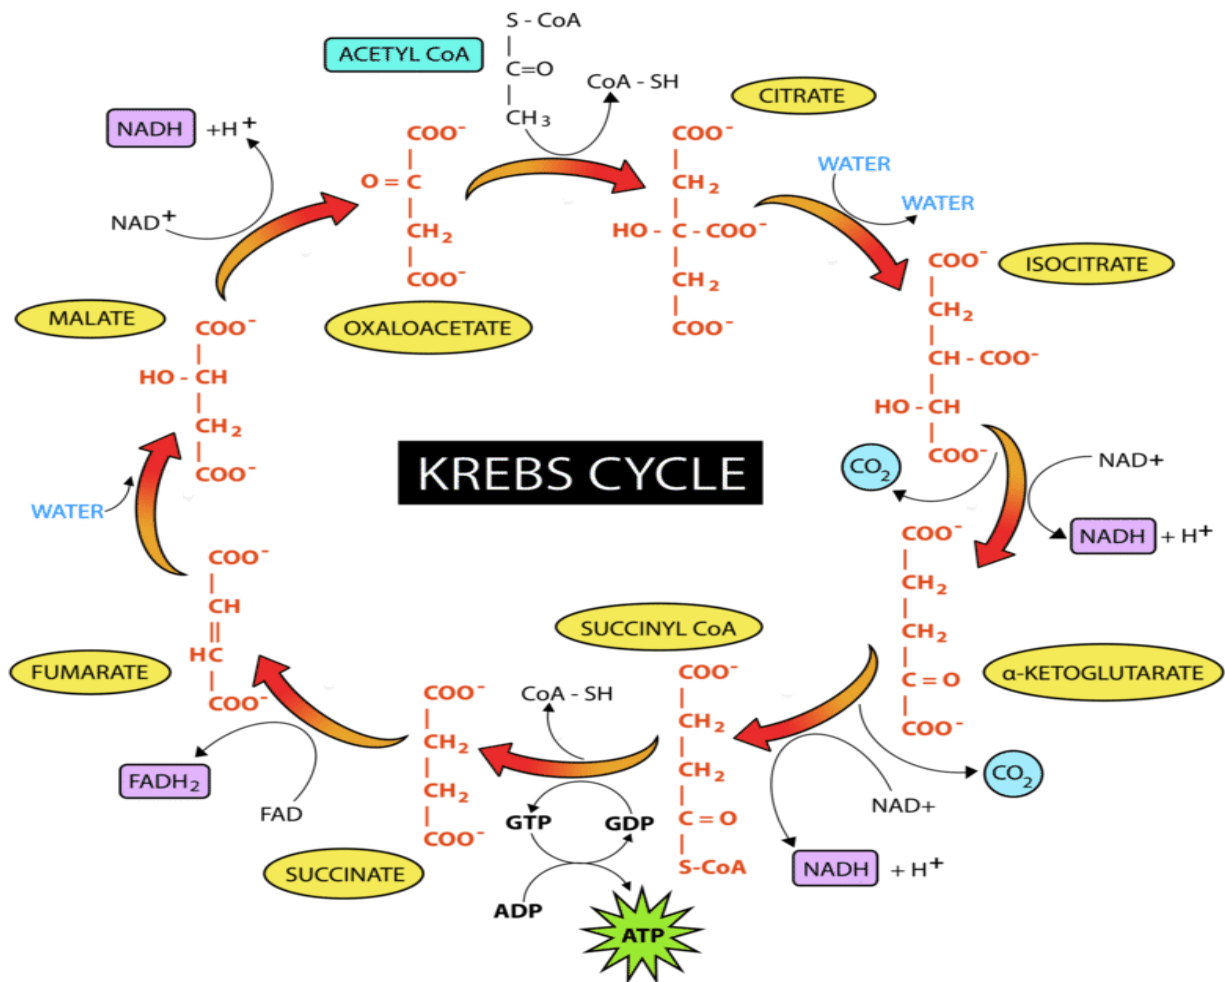 S - CoA
ACETYL CoA
C=O
CoA - SH
CH3
CITRATE
NADH +H+
NAD+
COO-
O = C
CH2
COO-
OXALOACETATE
COO-
CH2
HO - C - COO-
CH2
COO-
WATER
WATER
ISOCITRATE
COO-
CH2
CH - COO-
HO - CH
COO-
CO2
NAD+
NADH + H+
MALATE
COO-
HO - CH
CH2
COO-
KREBS CYCLE
WATER
COO-
CH2
CH2
C = O
COO-
α-KETOGLUTARATE
CO2
NAD+
NADH + H+
SUCCINYL CoA
COO-
CH2
CH2
C = O
S-CoA
CoA - SH
GTP
GDP
ADP
ATP
COO-
CH2
CH2
COO-
SUCCINATE
FUMARATE
COO-
CH
HC
COO-
FADH2
FAD